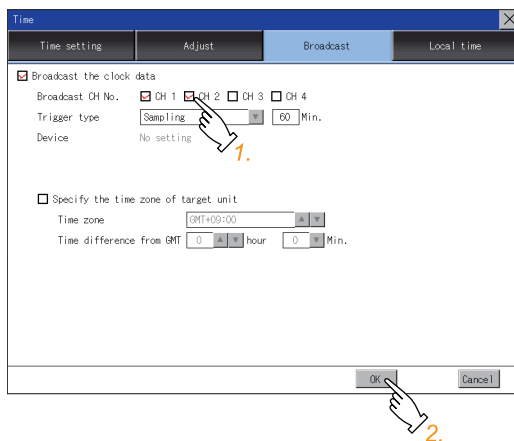 Time
Time setting Adjust Broadcast Local time
Broadcast the clock data
Broadcast CH No. CH 1 CH 2 CH 3 CH 4
Trigger type Sampling 60 Min.
Device No setting
1.
Specify the time zone of target unit
Time zone GMT+09:00
Time difference from GMT 0 hour 0 Min.
OK Cancel
2.